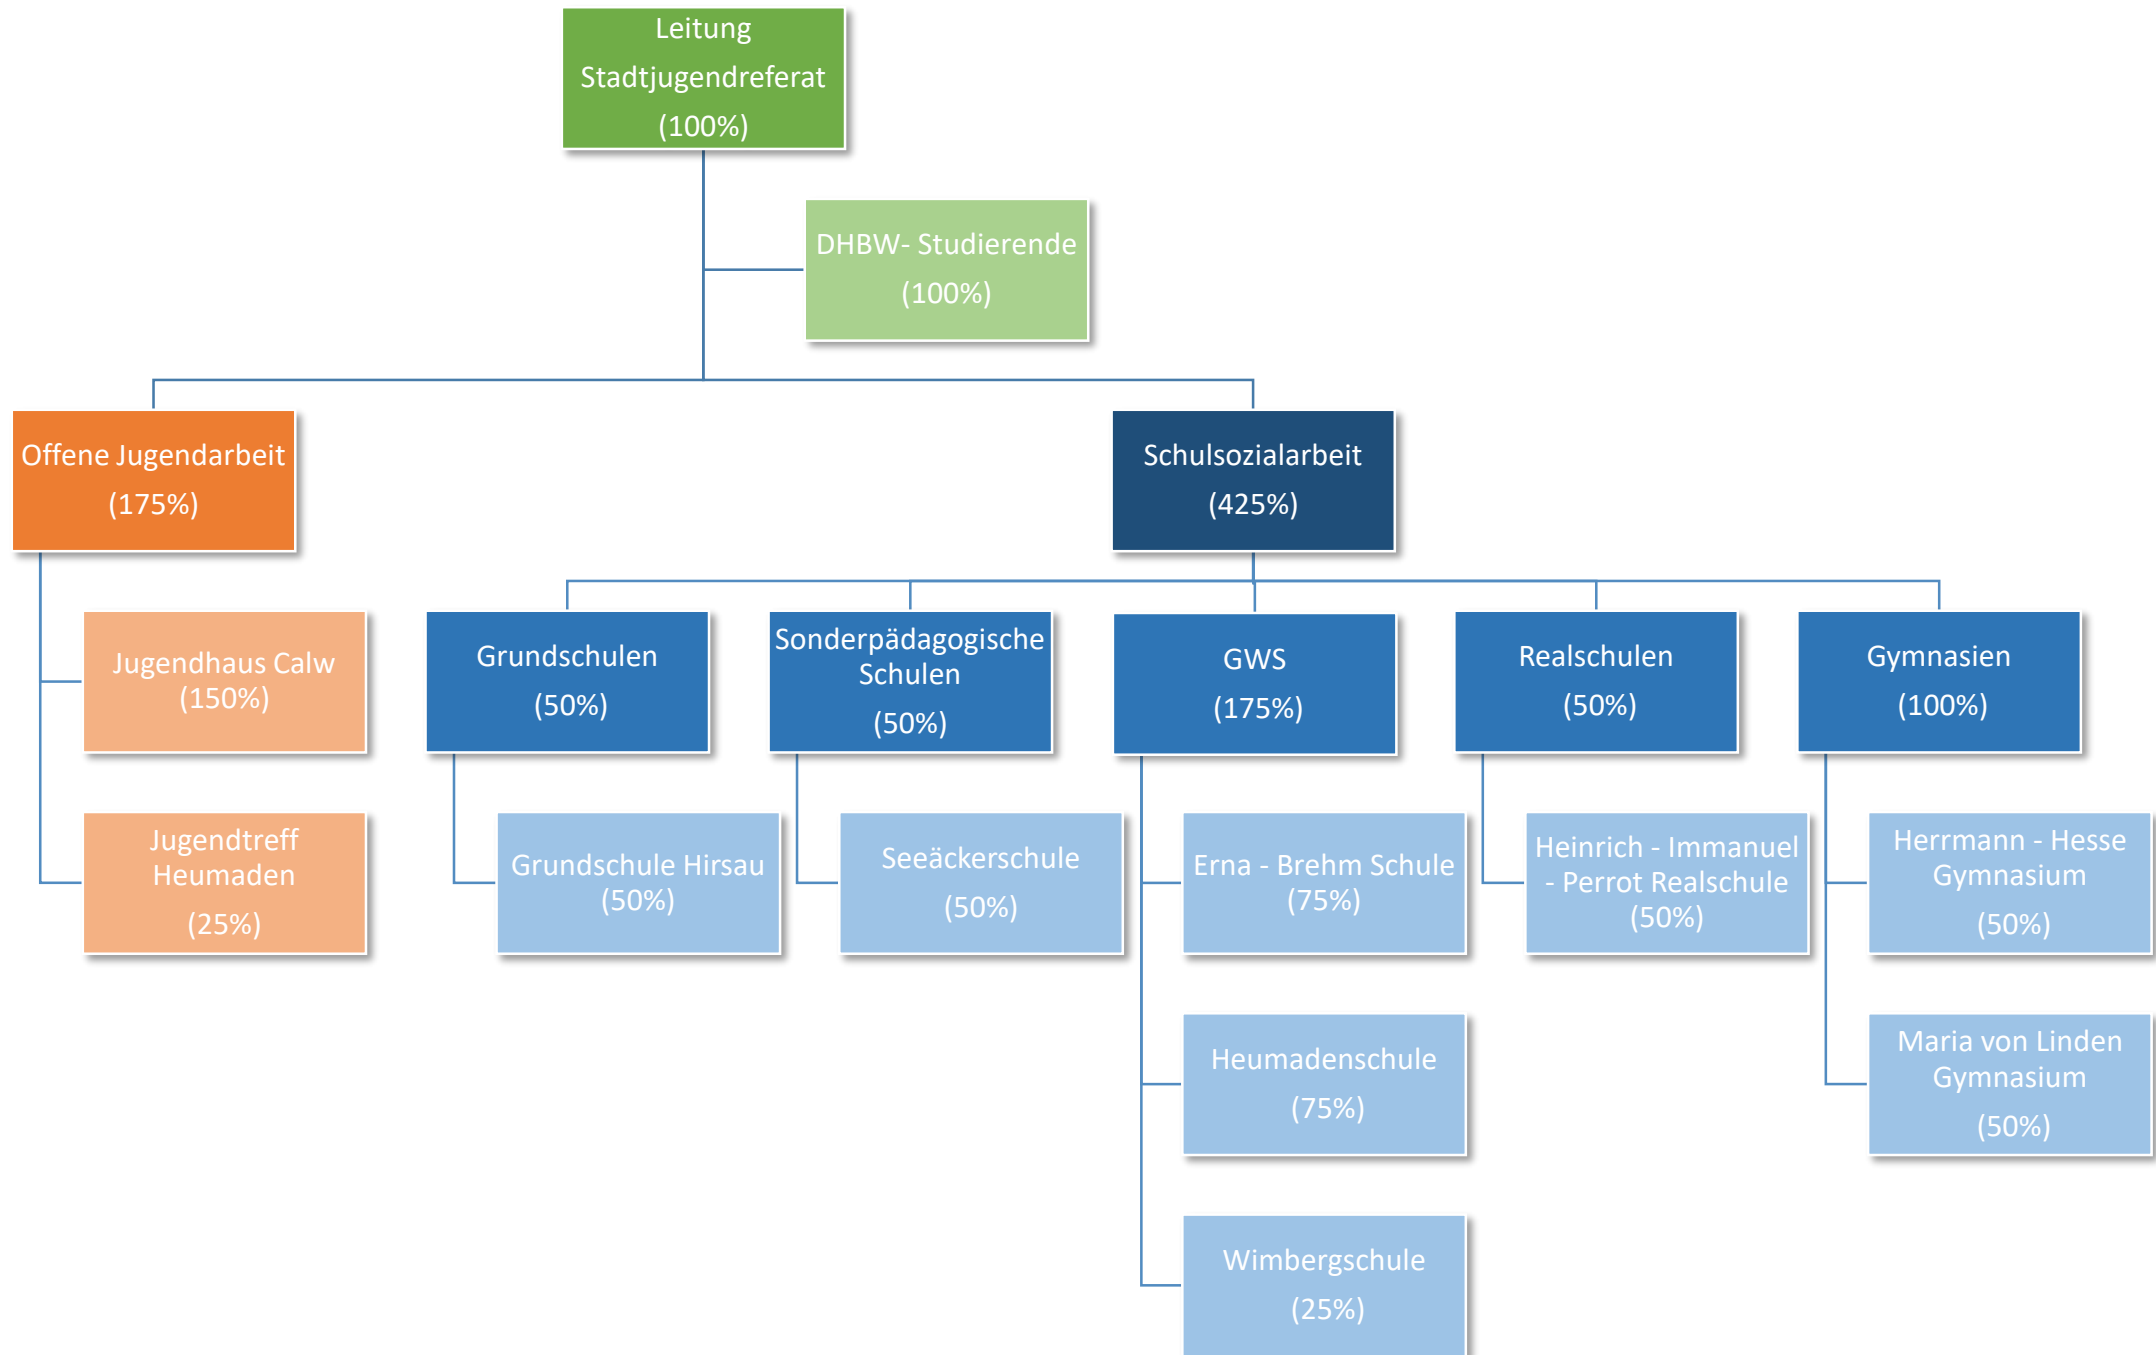 Leitung
Stadtjugendreferat
(100%)
DHBW- Studierende
(100%)
Offene Jugendarbeit
(175%)
Schulsozialarbeit
(425%)
Jugendhaus Calw
(150%)
Jugendtreff
Heumaden
(25%)
Grundschulen
(50%)
Grundschule Hirsau
(50%)
Sonderpädagogische
Schulen
(50%)
Seeäckerschule
(50%)
GWS
(175%)
Erna - Brehm Schule
(75%)
Heumadenschule
(75%)
Wimbergschule
(25%)
Realschulen
(50%)
Heinrich - Immanuel
- Perrot Realschule
(50%)
Gymnasien
(100%)
Herrmann - Hesse
Gymnasium
(50%)
Maria von Linden
Gymnasium
(50%)